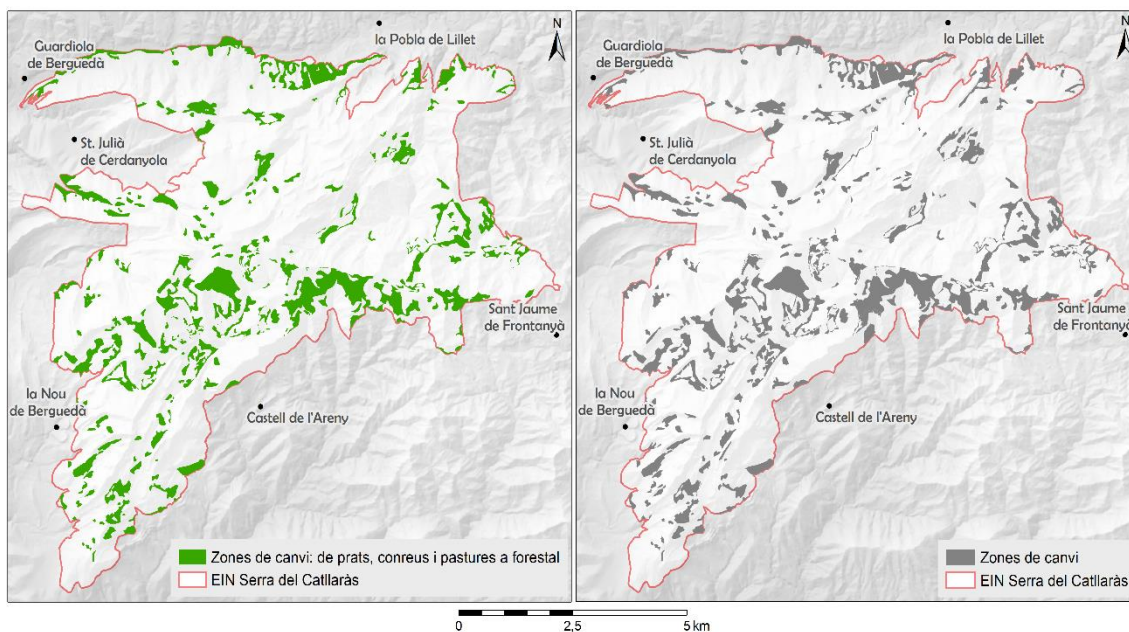 la Pobla de Lillet
N
Guardiola
de Berguedà
St. Julià
de Cerdanyola
Sant Jaume
de Frontanyà
la Nou
de Berguedà
Castell de l'Areny
Zones de canvi: de prats, conreus i pastures a forestal
EIN Serra del Catllaràs
la Pobla de Lillet
N
Guardiola
de Berguedà
St. Julià
de Cerdanyola
Sant Jaume
de Frontanyà
la Nou
de Berguedà
Castell de l'Areny
Zones de canvi
EIN Serra del Catllaràs
0 2,5 5 km